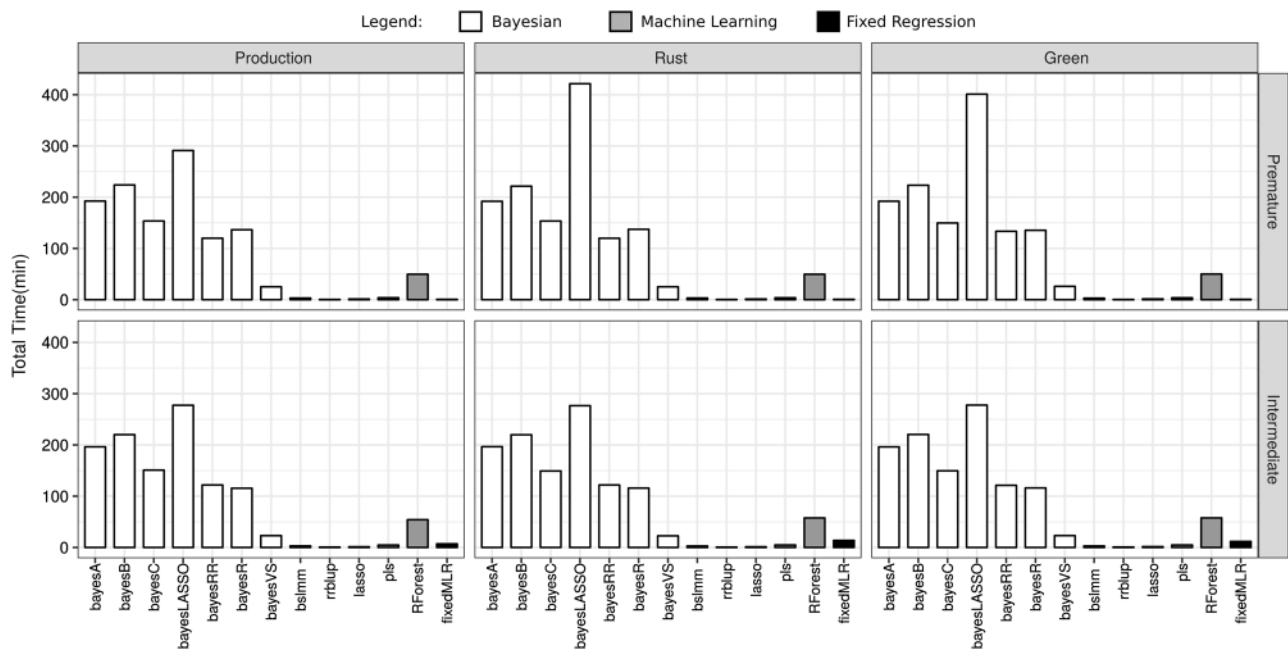 Legend: Bayesian Machine Learning Fixed Regression
Production Rust Green
Total Time(min)
400
300
200
100
0
Premature
400
300
200
100
0
Intermediate
bayesA bayesB bayesC bayesLASSO bayesRR bayesR bayesVS bslmm rrblup lasso pls RForest fixedMLR
bayesA bayesB bayesC bayesLASSO bayesRR bayesR bayesVS bslmm rrblup lasso pls RForest fixedMLR
bayesA bayesB bayesC bayesLASSO bayesRR bayesR bayesVS bslmm rrblup lasso pls RForest fixedMLR